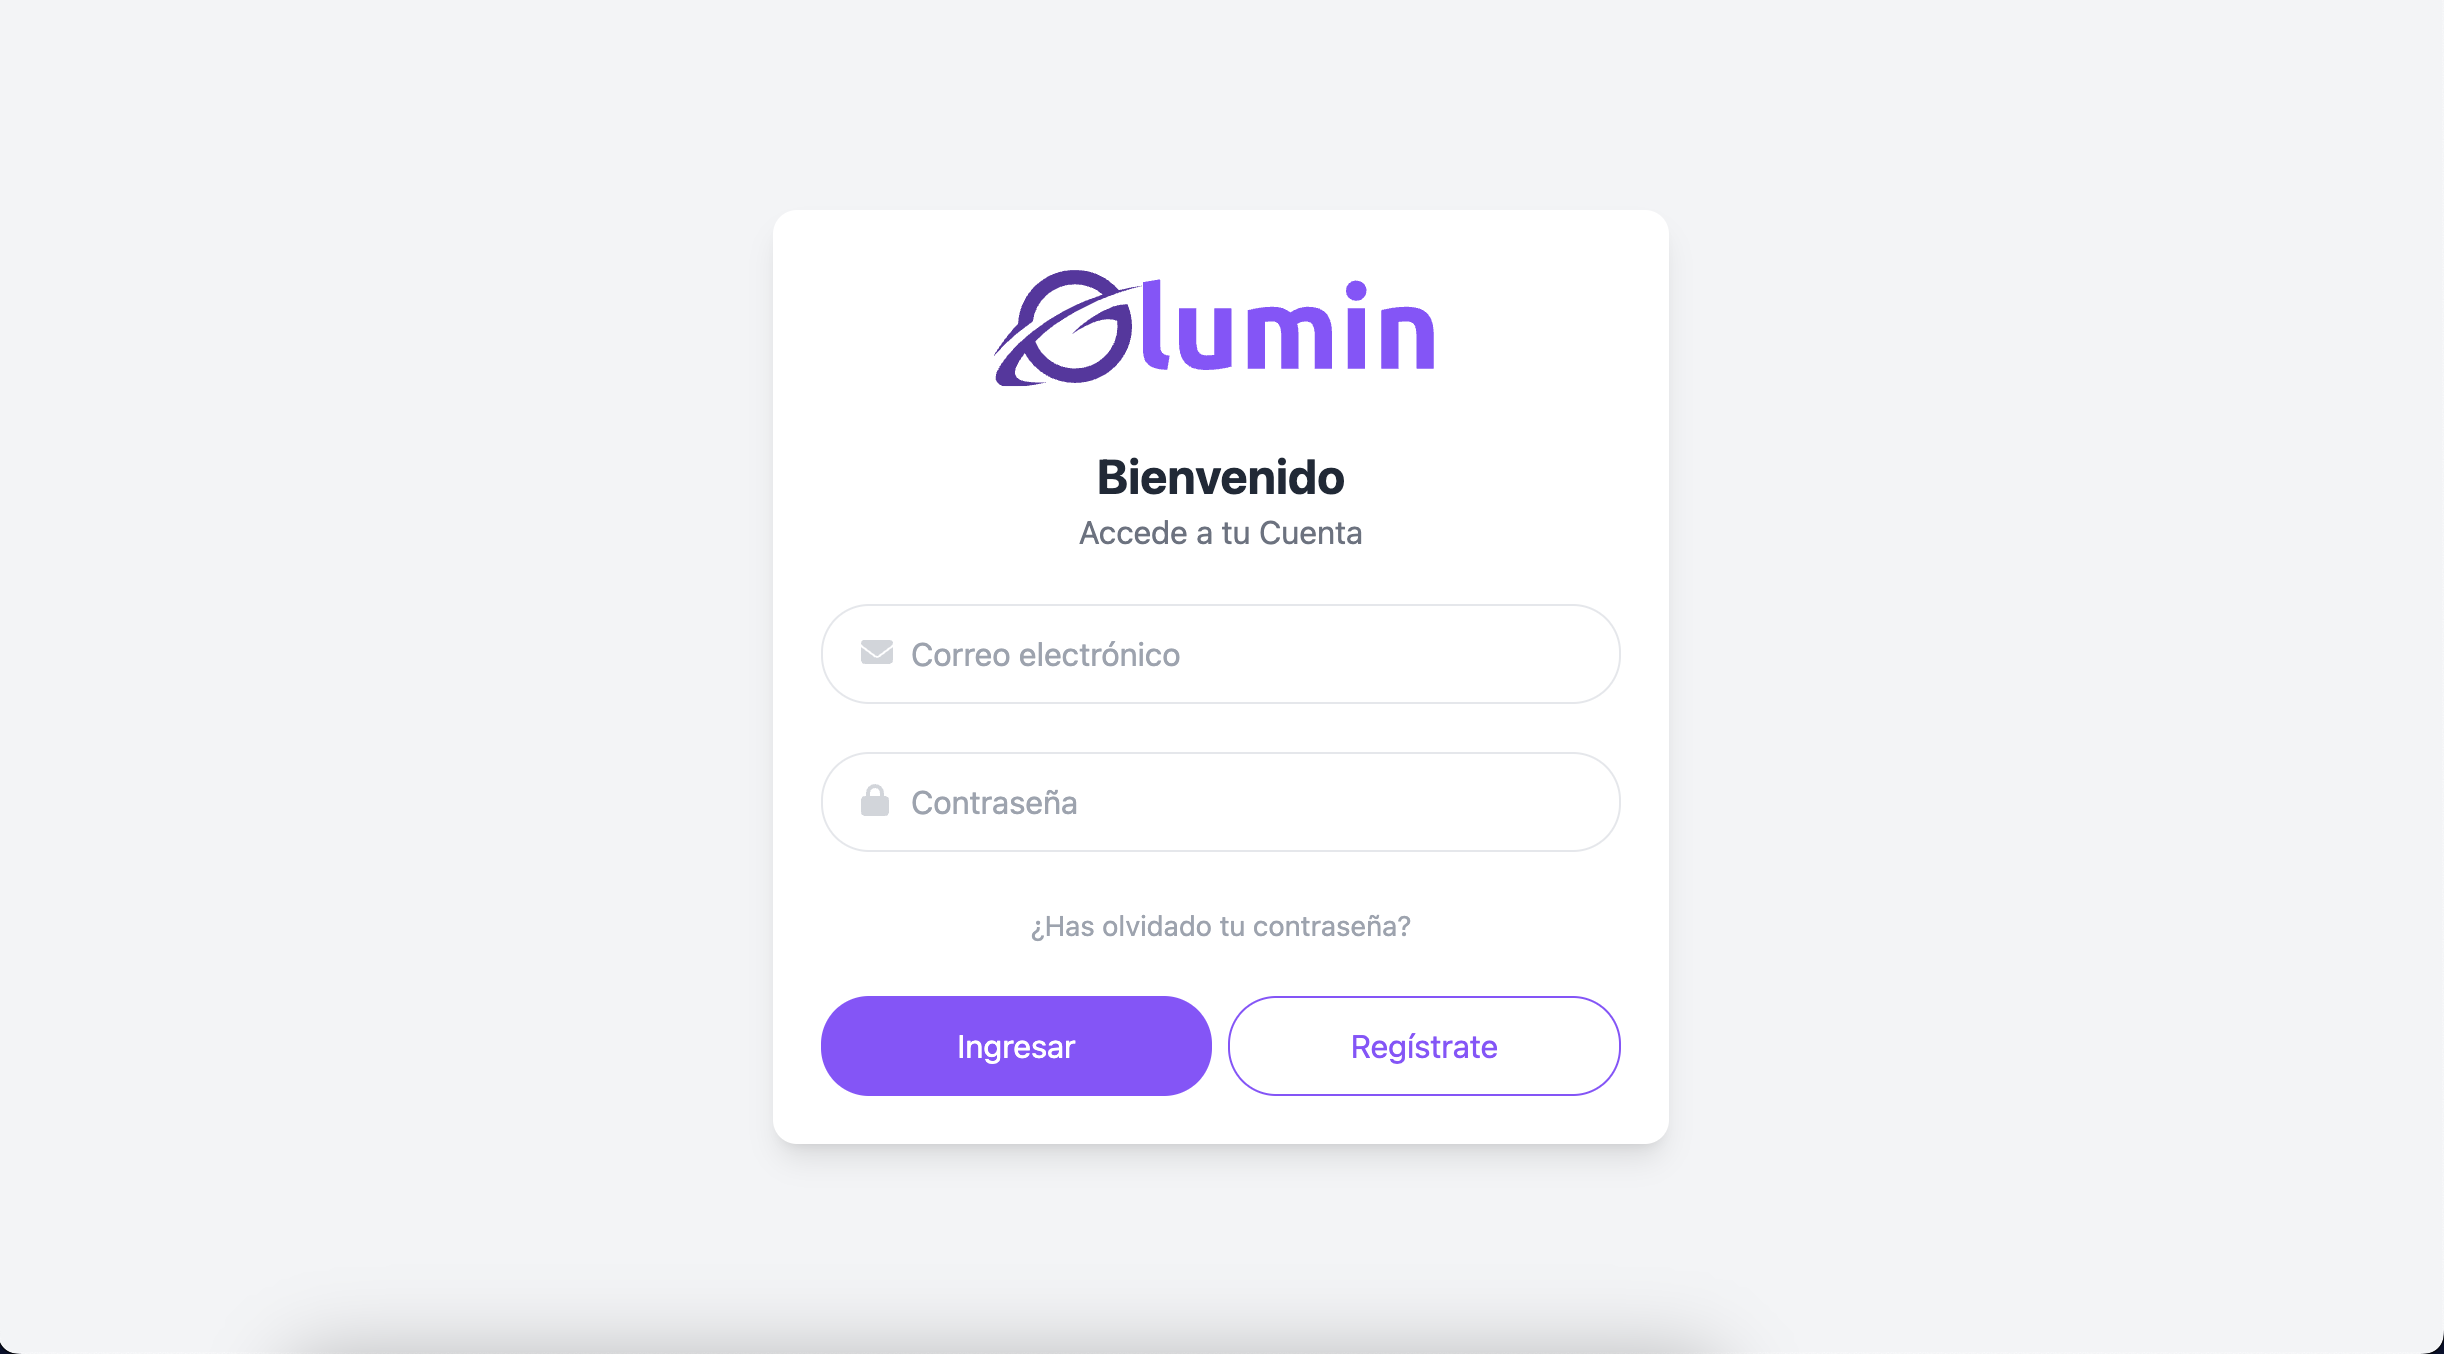 Olumin
Bienvenido
Accede a tu Cuenta
Correo electrónico
Contraseña
¿Has olvidado tu contraseña?
Ingresar
Regístrate